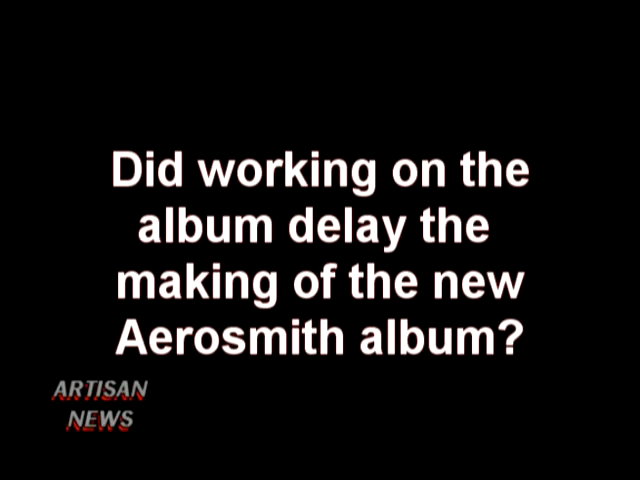 Did working on the
album delay the
making of the new
Aerosmith album?
ARTISAN
NEWS